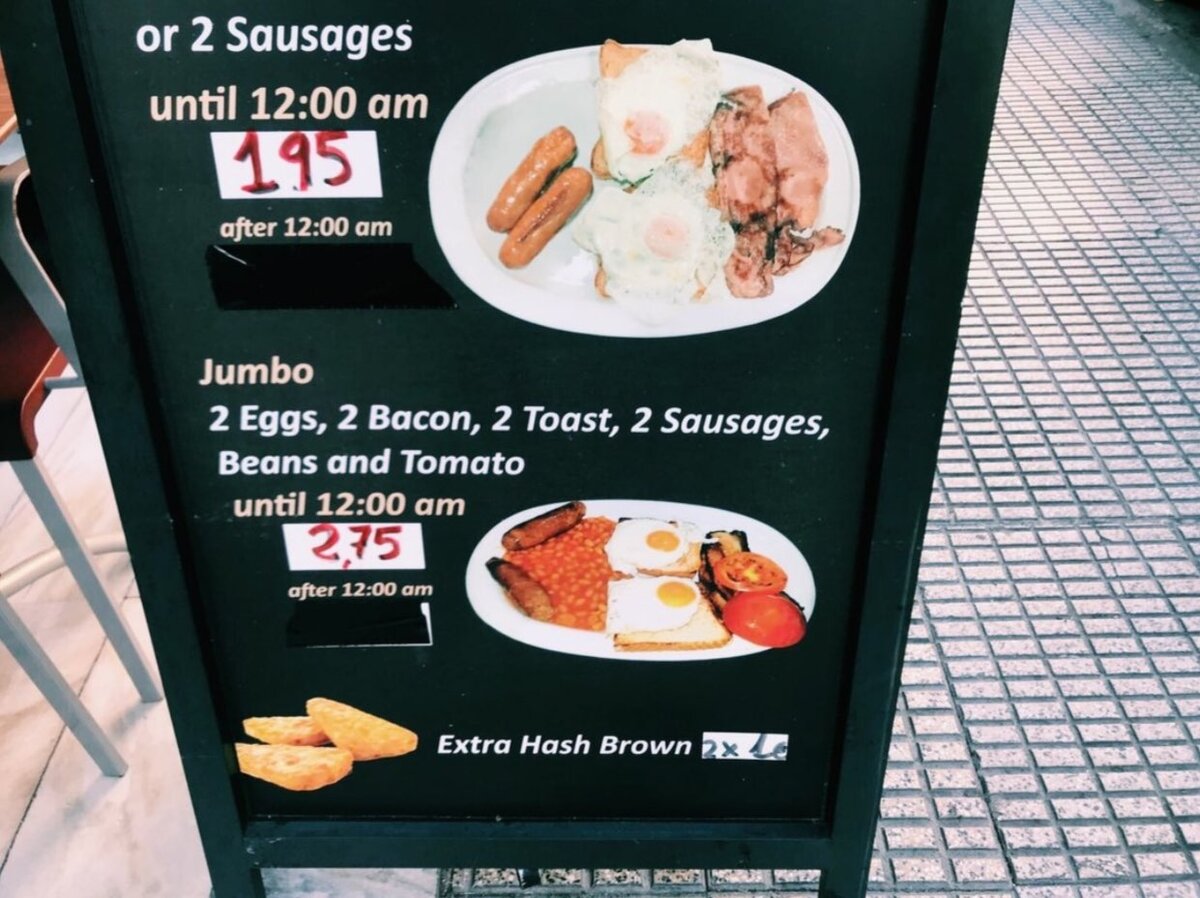 or 2 Sausages
until 12:00 am
1,95
after 12:00 am
Jumbo
2 Eggs, 2 Bacon, 2 Toast, 2 Sausages,
Beans and Tomato
until 12:00 am
2,75
after 12:00 am
Extra Hash Brown 2x